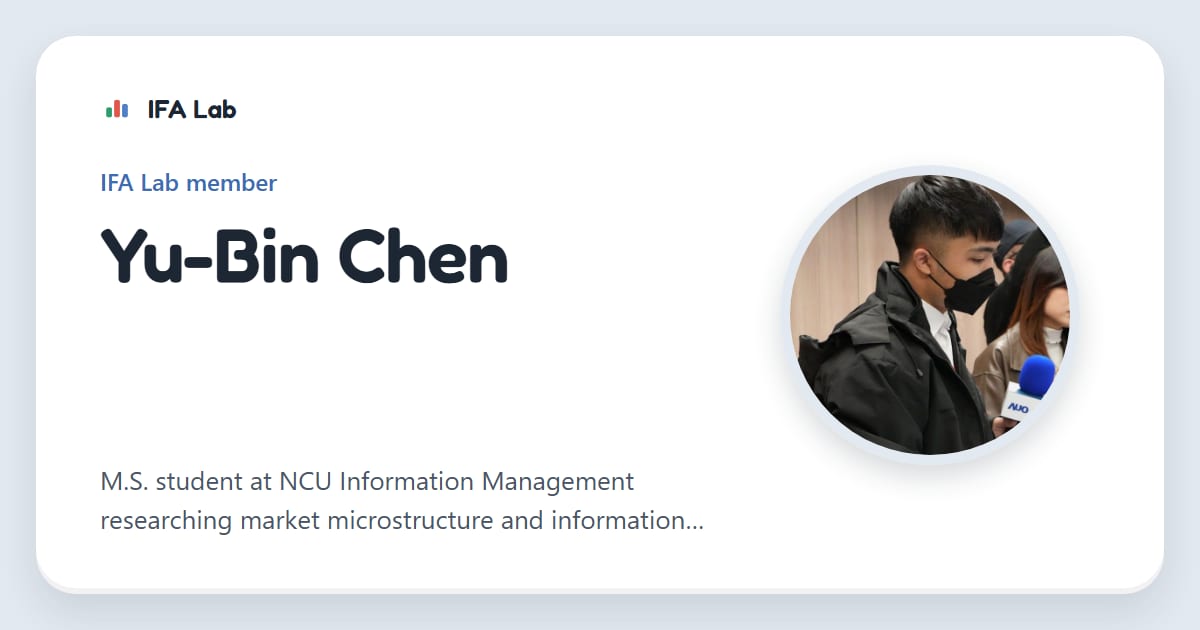 IFA Lab
IFA Lab member
Yu-Bin Chen
M.S. student at NCU Information Management
researching market microstructure and information...
AUO